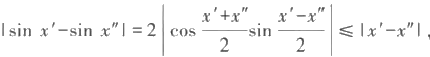 |sin x′−sin x″|=2|cos (x′+x″)/2 sin (x′−x″)/2|≤|x′−x″|,